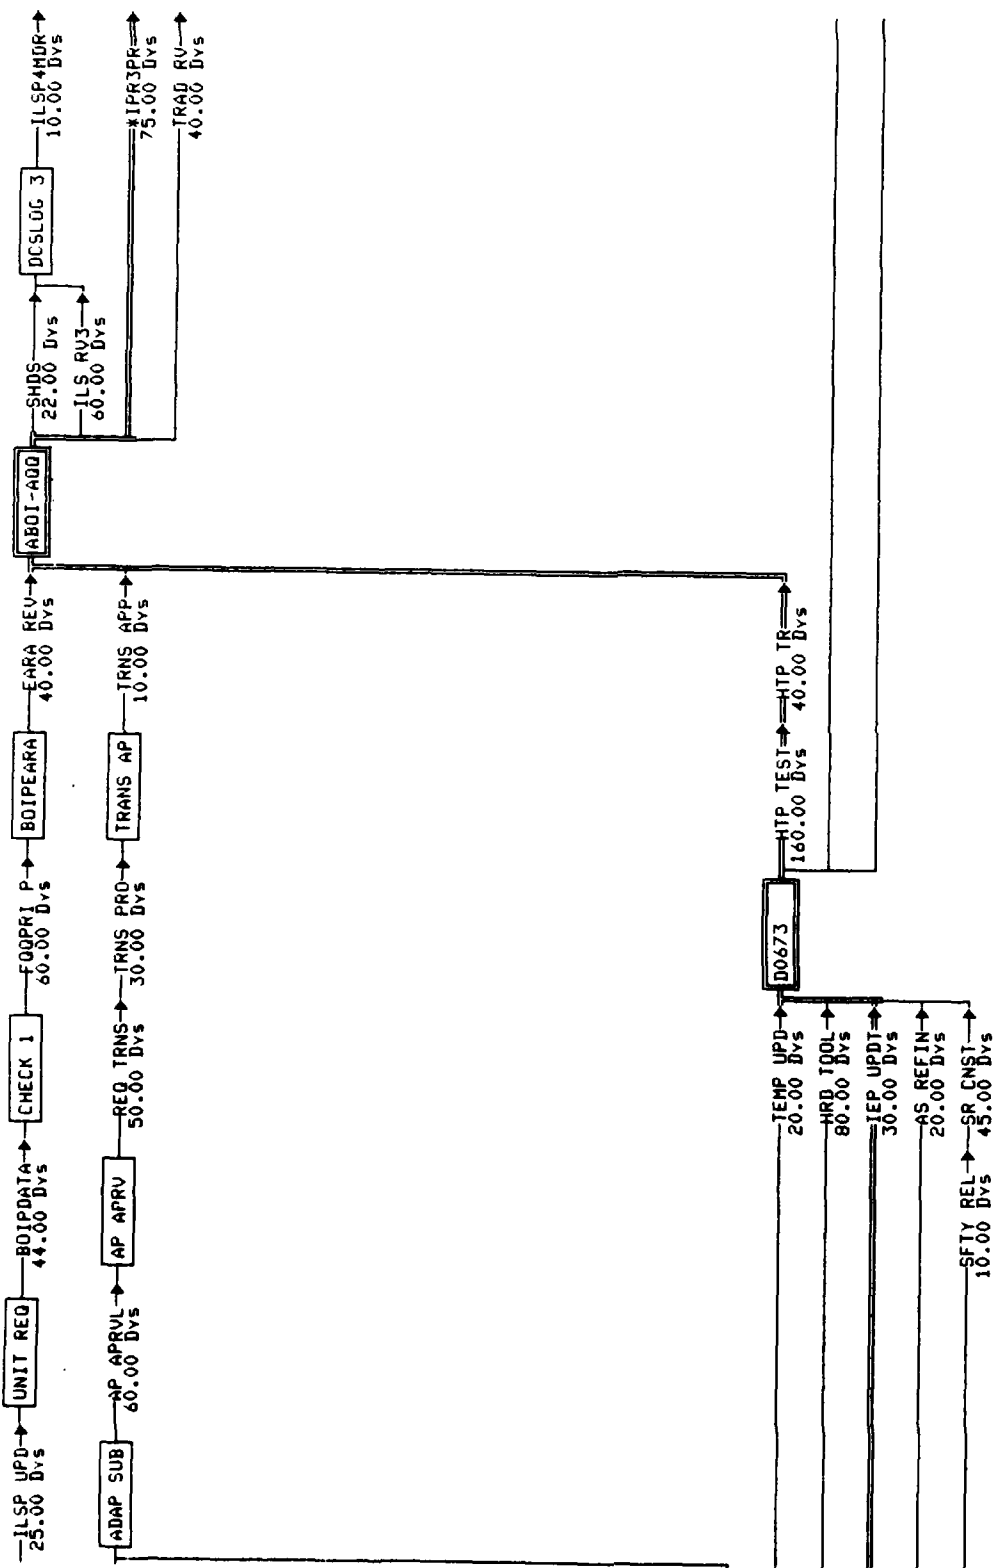 ILSP UPD
25.00 Dys
UNIT REQ
BOIPDATA
44.00 Dys
CHECK 1
FQQPRI P
60.00 Dys
BOIPEARA
EARA REV
40.00 Dys
ABOI-AQQ
SHDS
22.00 Dys
ILS RV3
60.00 Dys
DCSLOG 3
ILSP4MDR
10.00 Dys
*IPR3PR
75.00 Dys
TRAD RV
40.00 Dys
ADAP SUB
AP APRVL
60.00 Dys
AP APRV
REQ TRNS
50.00 Dys
TRNS PRO
30.00 Dys
TRANS AP
TRNS APP
10.00 Dys
TEMP UPD
20.00 Dys
HRD TOOL
80.00 Dys
IEP UPDT
30.00 Dys
AS REFIN
20.00 Dys
SFTY REL
10.00 Dys
SR CNST
45.00 Dys
DO673
HTP TEST
160.00 Dys
HTP TR
40.00 Dys